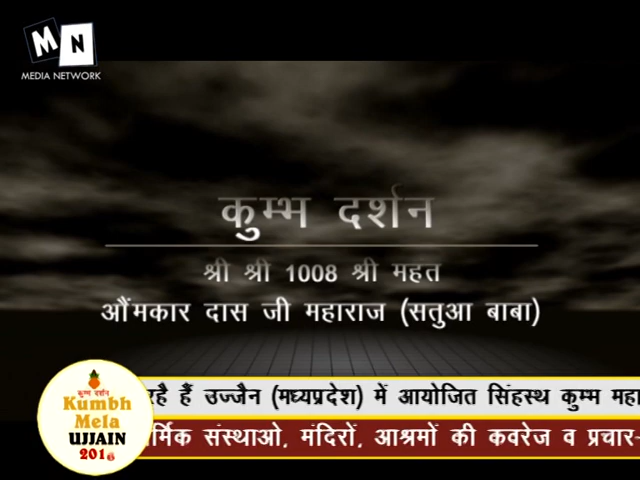 MN
MEDIA NETWORK
कुम्भ दर्शन
श्री श्री 1008 श्री महत
औंमकार दास जी महाराज (सतुआ बाबा)
रहै हैं उज्जैन (मध्यप्रदेश) में आयोजित सिंहस्थ कुम्भ महा
र्मिक संस्थाओ, मंदिरों, आश्रमों की कवरेज व प्रचार-
कुम्भ दर्शन
Kumbh
Mela
UJJAIN
2016